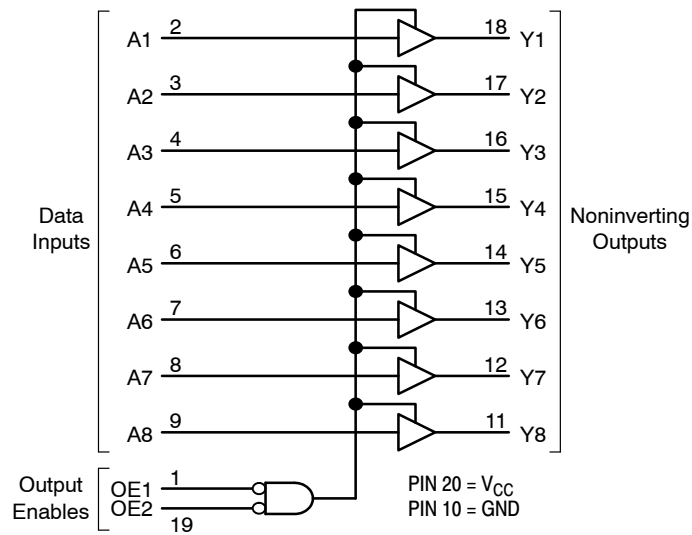 A1 2 18 Y1
A2 3 17 Y2
A3 4 16 Y3
A4 5 15 Y4
Data
Inputs
Noninverting
Outputs
A5 6 14 Y5
A6 7 13 Y6
A7 8 12 Y7
A8 9 11 Y8
Output
Enables
OE1 1
OE2 19
PIN 20 = VCC
PIN 10 = GND